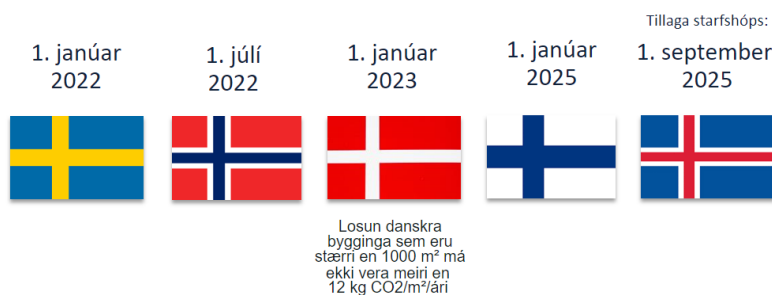 1. janúar
2022
1. júlí
2022
1. janúar
2023
1. janúar
2025
Tillaga starfshóps:
1. september
2025
Losun danskra
bygginga sem eru
stærri en 1000 m² má
ekki vera meiri en
12 kg CO2/m²/ári